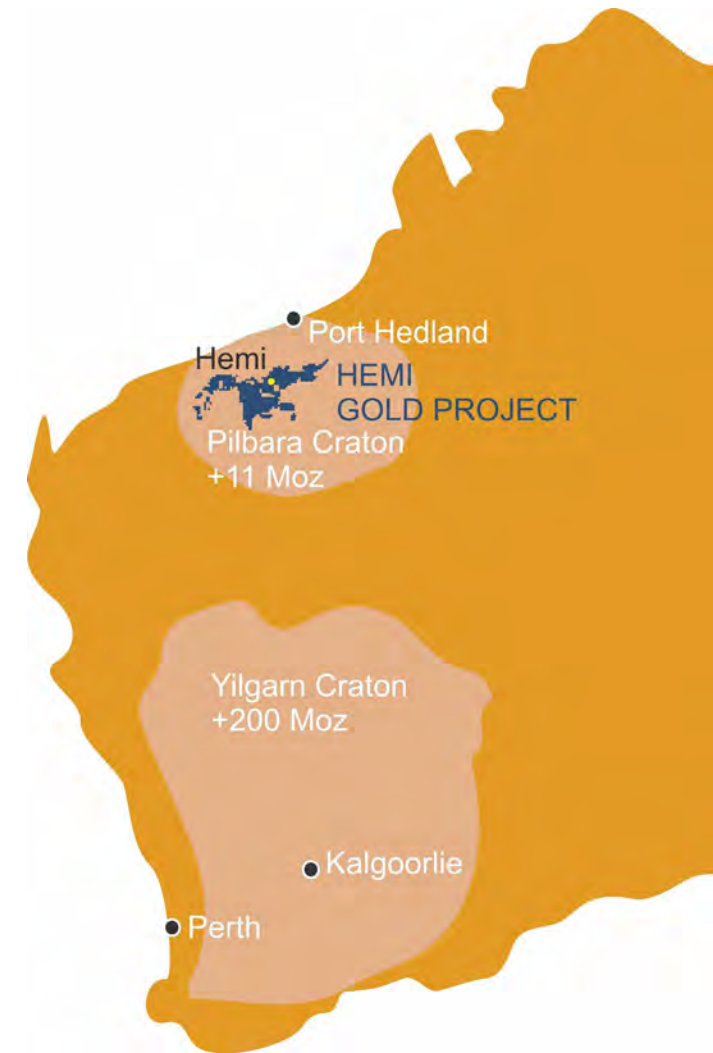 Port Hedland
Hemi
HEMI
GOLD PROJECT
Pilbara Craton
+11 Moz
Yilgarn Craton
+200 Moz
Kalgoorlie
Perth